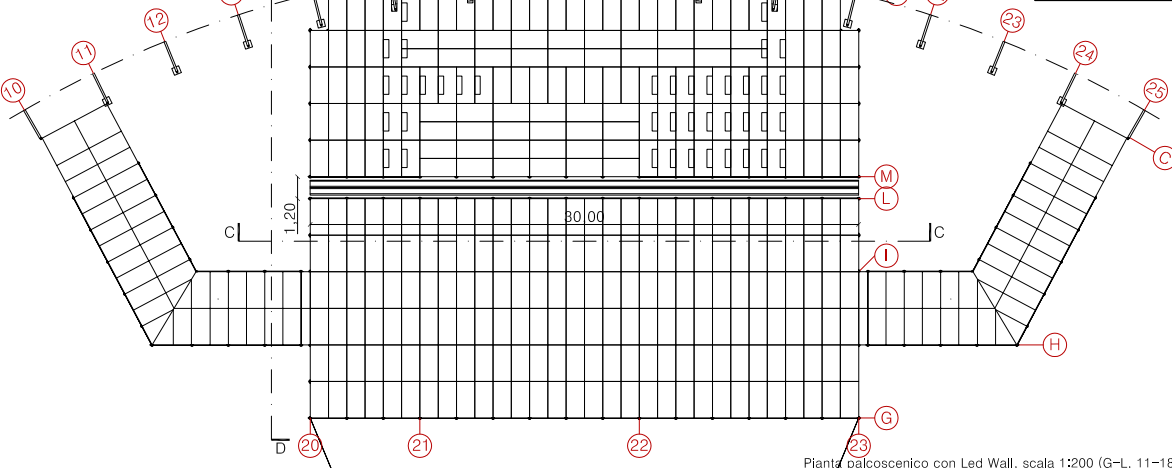 12
11
10
23
24
25
C
M
L
1,20
30,00
C
C
I
H
G
D
20
21
22
23
Pianta palcoscenico con Led Wall, scala 1:200 (G-L, 11-18